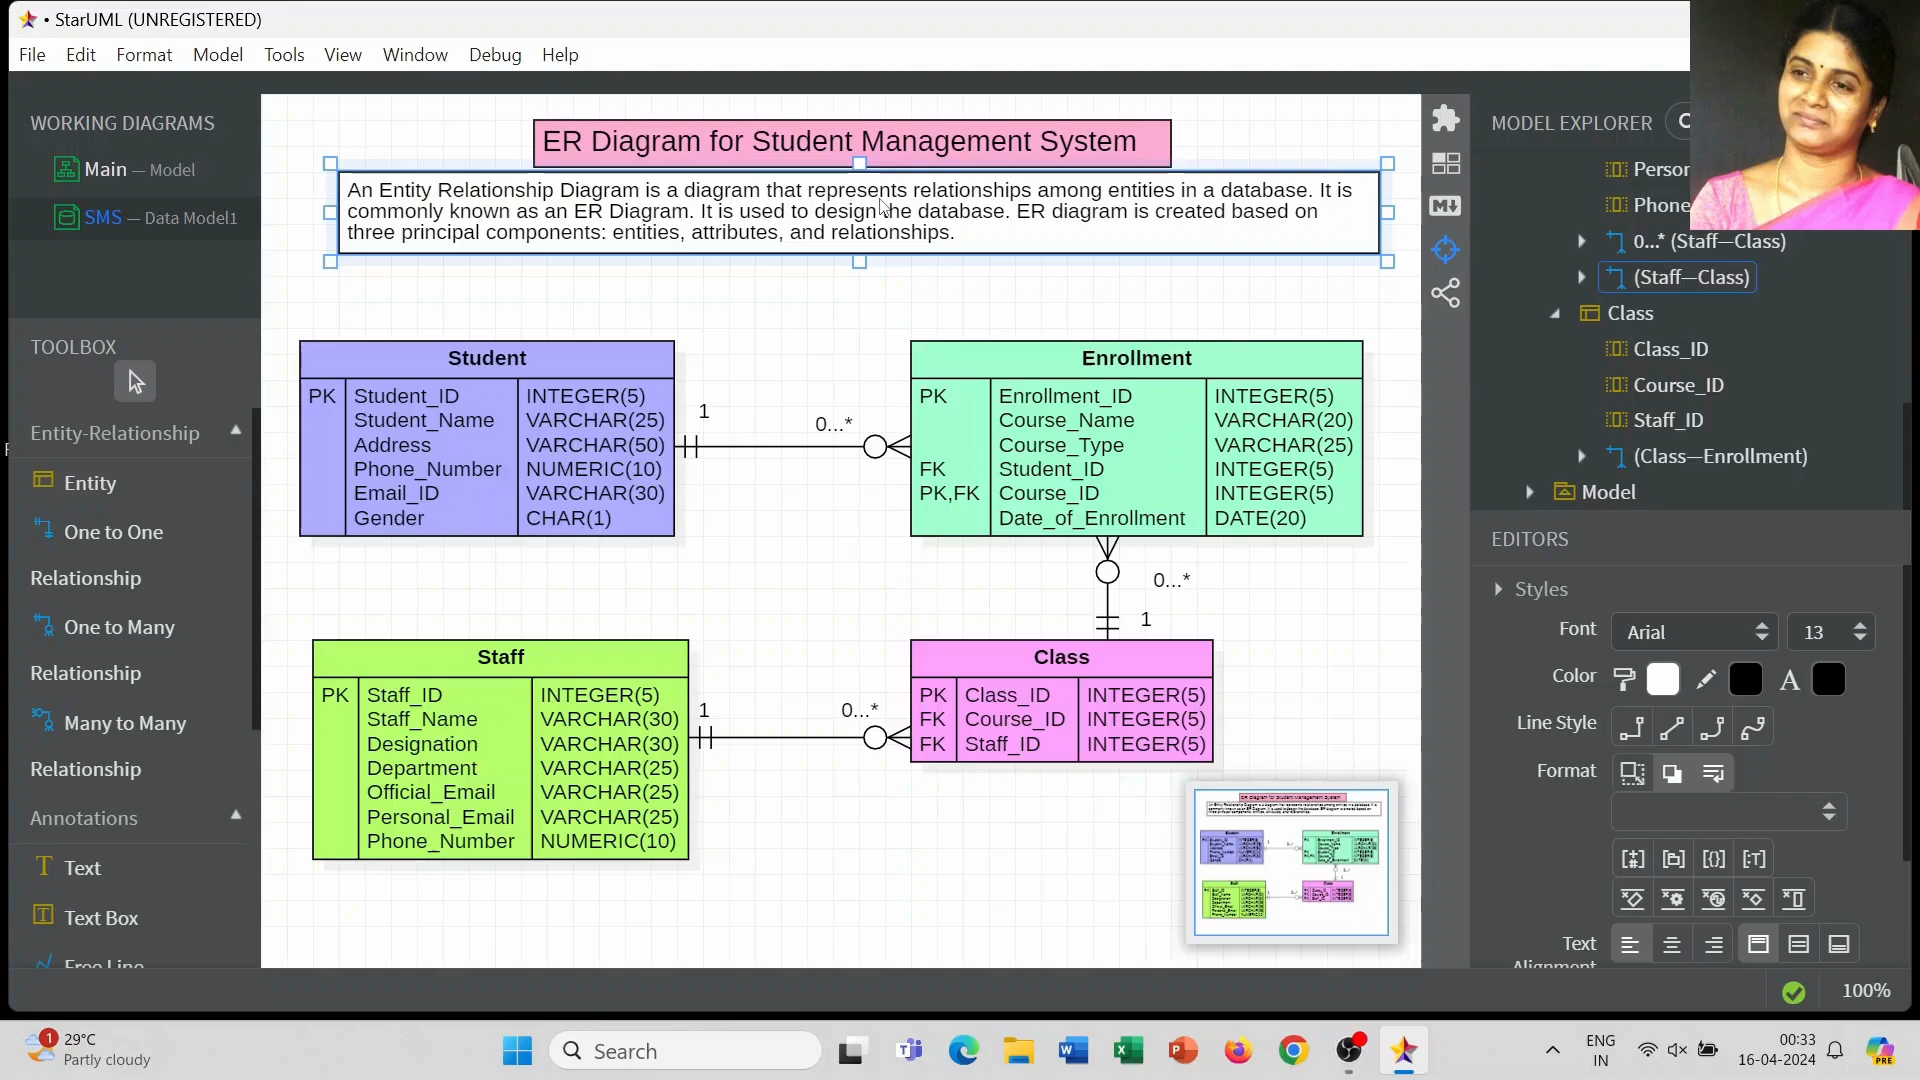 • StarUML (UNREGISTERED)
File Edit Format Model Tools View Window Debug Help
WORKING DIAGRAMS
Main — Model
SMS — Data Model1
TOOLBOX
Entity-Relationship
Entity
One to One
Relationship
One to Many
Relationship
Many to Many
Relationship
Annotations
Text
Text Box
Free Line
ER Diagram for Student Management System
An Entity Relationship Diagram is a diagram that represents relationships among entities in a database. It is
commonly known as an ER Diagram. It is used to design the database. ER diagram is created based on
three principal components: entities, attributes, and relationships.
Student
PK Student_ID INTEGER(5)
Student_Name VARCHAR(25)
Address VARCHAR(50)
Phone_Number NUMERIC(10)
Email_ID VARCHAR(30)
Gender CHAR(1)
1
0...*
Enrollment
PK Enrollment_ID INTEGER(5)
Course_Name VARCHAR(20)
Course_Type VARCHAR(25)
FK Student_ID INTEGER(5)
PK,FK Course_ID INTEGER(5)
Date_of_Enrollment DATE(20)
0...*
1
Staff
PK Staff_ID INTEGER(5)
Staff_Name VARCHAR(30)
Designation VARCHAR(30)
Department VARCHAR(25)
Official_Email VARCHAR(25)
Personal_Email VARCHAR(25)
Phone_Number NUMERIC(10)
1
0...*
Class
PK Class_ID INTEGER(5)
FK Course_ID INTEGER(5)
FK Staff_ID INTEGER(5)
M
MODEL EXPLORER
Person
Phone
0...* (Staff—Class)
(Staff—Class)
Class
Class_ID
Course_ID
Staff_ID
(Class—Enrollment)
Model
EDITORS
Styles
Font Arial 13
Color A
Line Style
Format
Text
Alignment
100%
1
29°C
Partly cloudy
Search
ENG
IN
00:33
16-04-2024
PRE